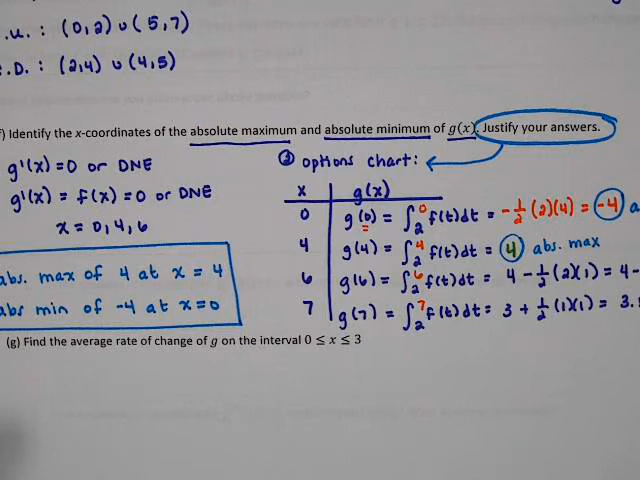 .u. : (0,2) ∪ (5,7)
.D. : (2,4) ∪ (4,5)
) Identify the x-coordinates of the absolute maximum and absolute minimum of g(x). Justify your answers.
g'(x) = 0 or DNE
g'(x) = f(x) = 0 or DNE
x = 0, 4, 6
abs. max of 4 at x = 4
abs min of -4 at x = 0
options chart:
x | g(x)
0 | g(0) = ∫₂⁰ f(t)dt = -1/2 (2)(4) = -4 a
4 | g(4) = ∫₂⁴ f(t)dt = 4 abs. max
6 | g(6) = ∫₂⁶ f(t)dt = 4 - 1/2 (2)(1) = 4 -
7 | g(7) = ∫₂⁷ f(t)dt = 3 + 1/2 (1)(1) = 3.
(g) Find the average rate of change of g on the interval 0 ≤ x ≤ 3